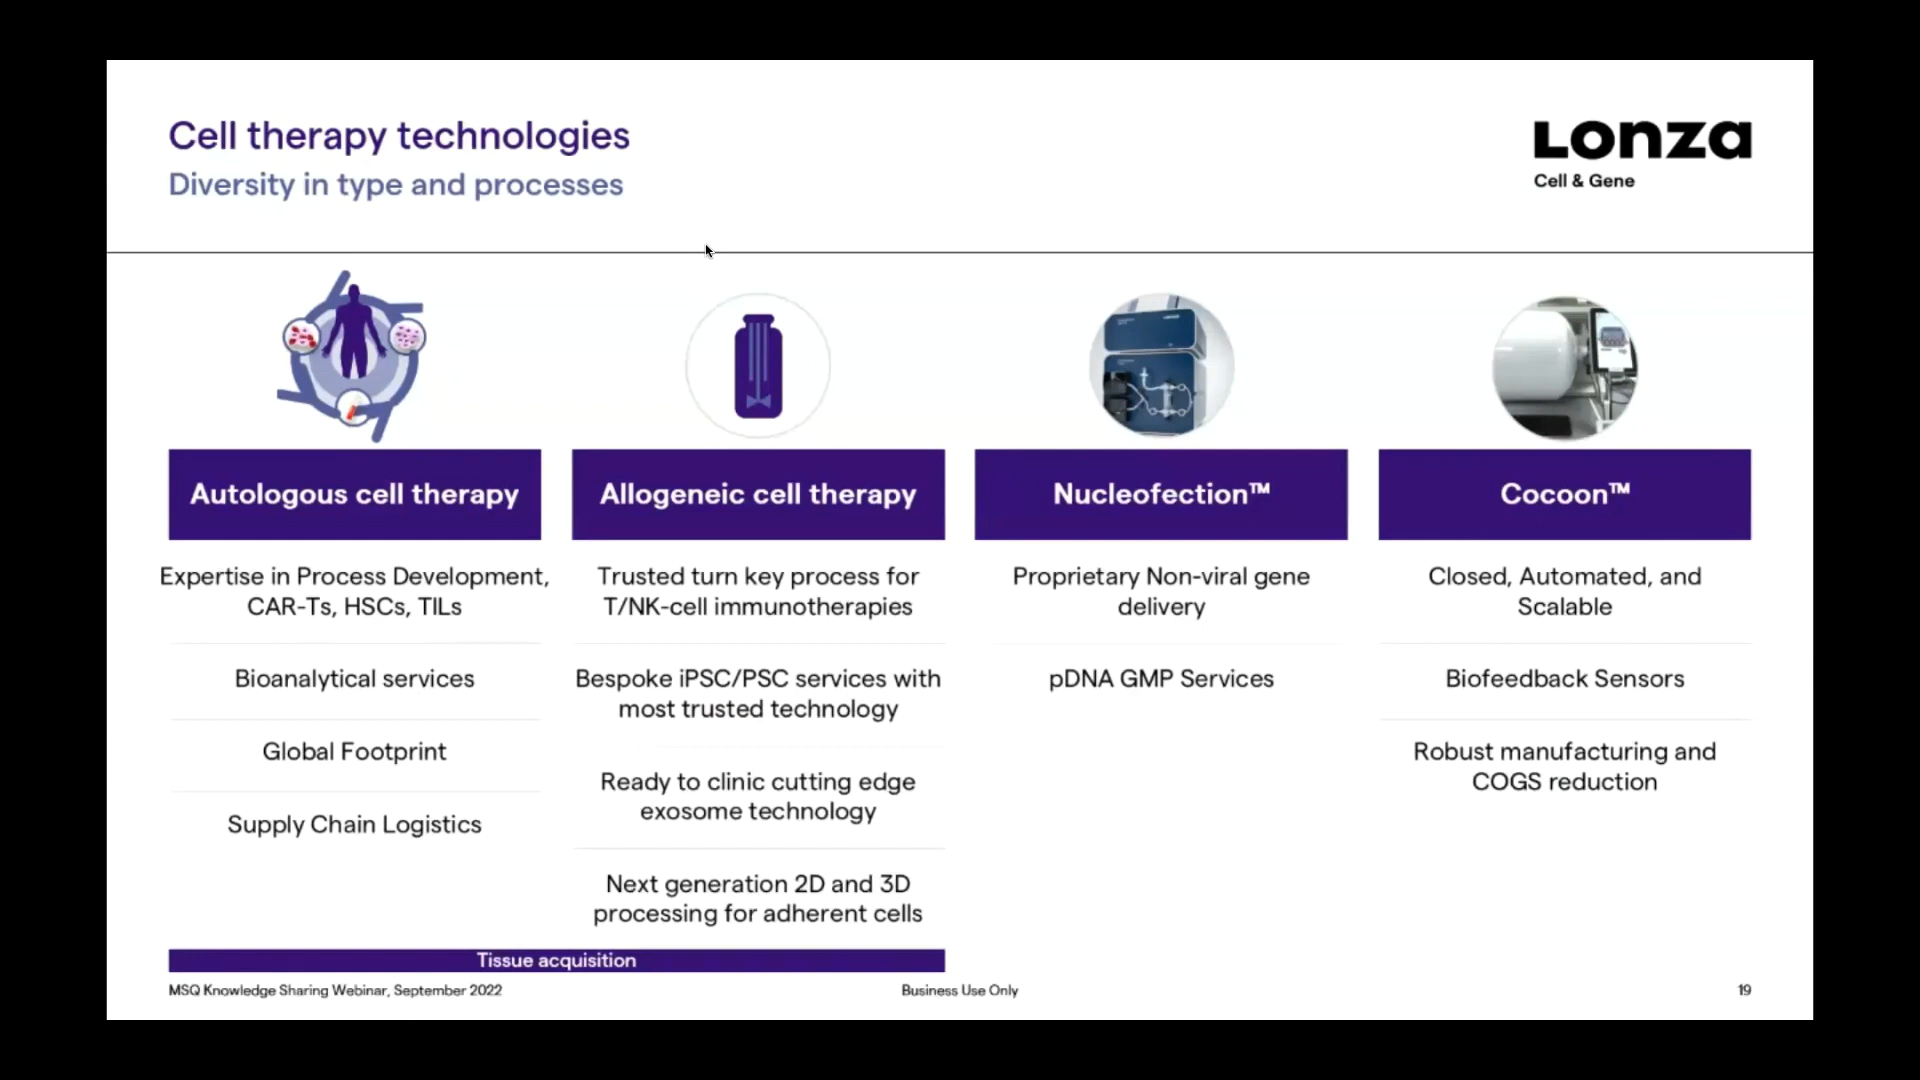 Cell therapy technologies
Diversity in type and processes
Lonza
Cell & Gene
Autologous cell therapy
Expertise in Process Development,
CAR-Ts, HSCs, TILs
Bioanalytical services
Global Footprint
Supply Chain Logistics
Allogeneic cell therapy
Trusted turn key process for
T/NK-cell immunotherapies
Bespoke iPSC/PSC services with
most trusted technology
Ready to clinic cutting edge
exosome technology
Next generation 2D and 3D
processing for adherent cells
Nucleofection™
Proprietary Non-viral gene
delivery
pDNA GMP Services
Cocoon™
Closed, Automated, and
Scalable
Biofeedback Sensors
Robust manufacturing and
COGS reduction
Tissue acquisition
MSQ Knowledge Sharing Webinar, September 2022
Business Use Only
19